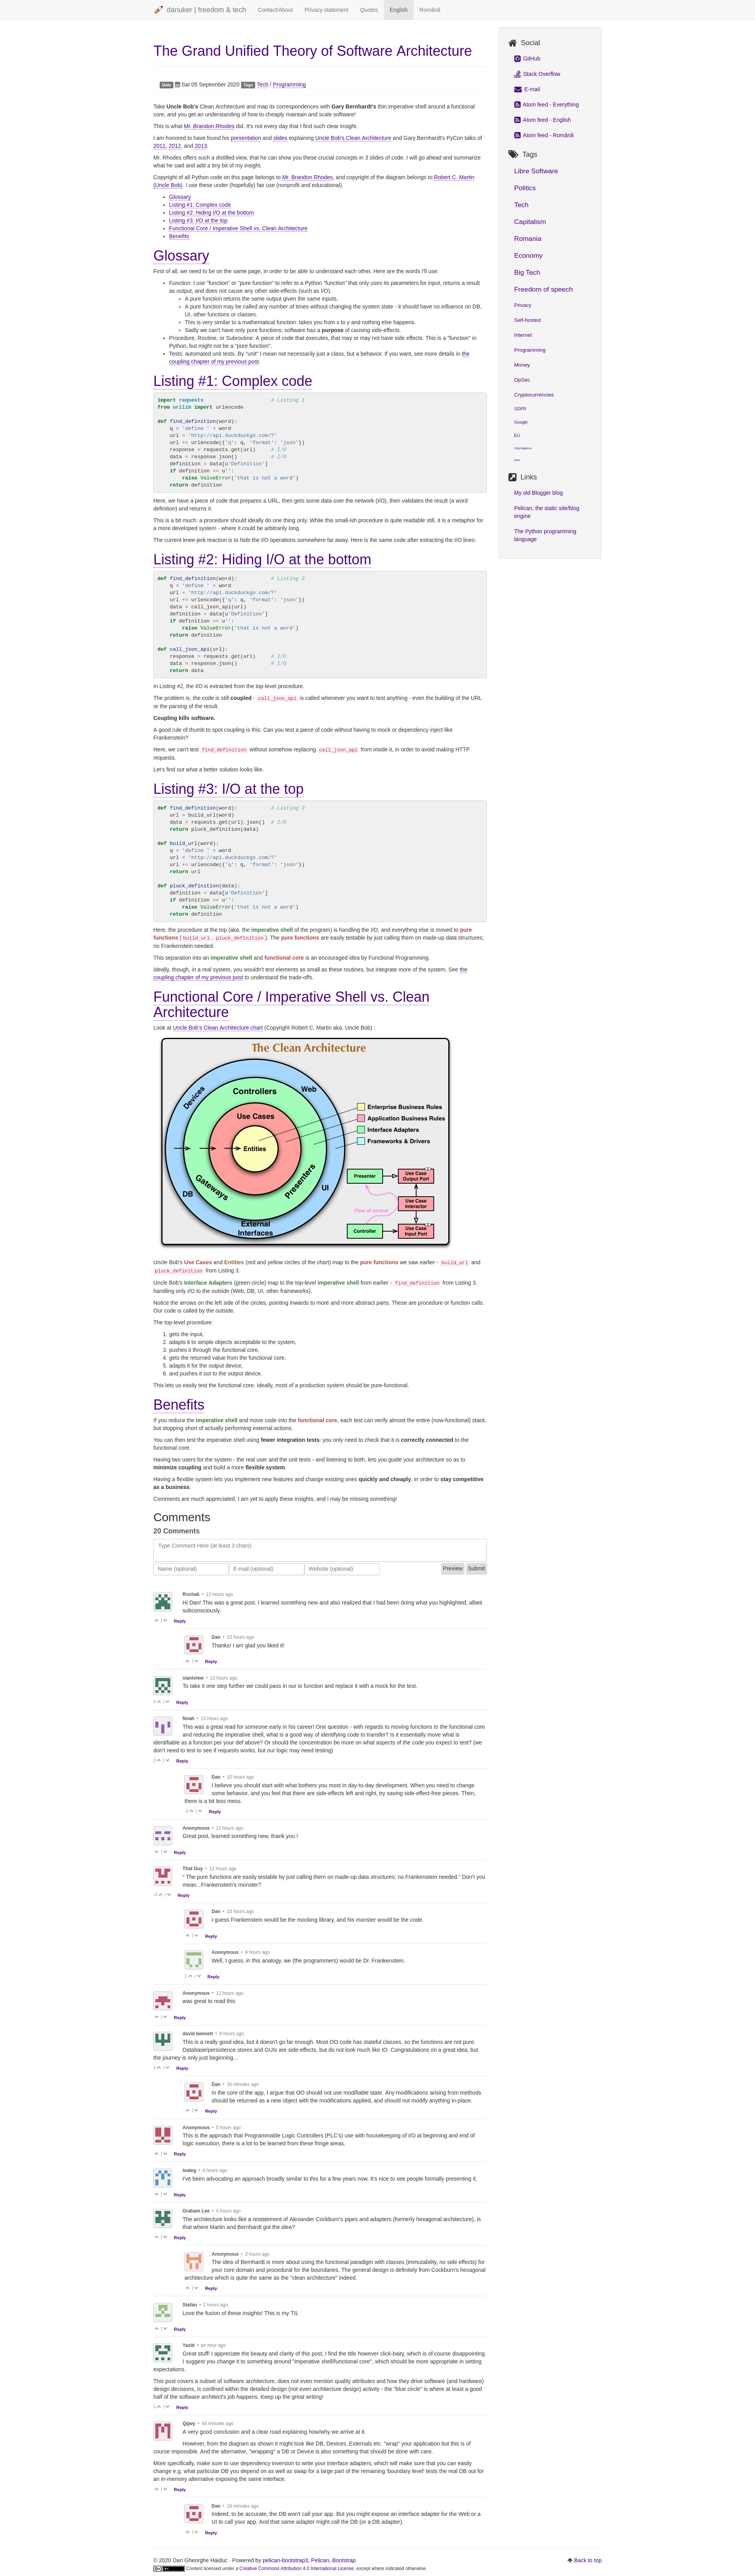 danuker | freedom & tech
Contact/About
Privacy statement
Quotes
English
Română
The Grand Unified Theory of Software Architecture
Date Sat 05 September 2020 Tags Tech / Programming
Take Uncle Bob's Clean Architecture and map its correspondences with Gary Bernhardt's thin imperative shell around a functional
core, and you get an understanding of how to cheaply maintain and scale software!
This is what Mr. Brandon Rhodes did. It's not every day that I find such clear insight.
I am honored to have found his presentation and slides explaining Uncle Bob's Clean Architecture and Gary Bernhardt's PyCon talks of
2011, 2012, and 2013.
Mr. Rhodes offers such a distilled view, that he can show you these crucial concepts in 3 slides of code. I will go ahead and summarize
what he said and add a tiny bit of my insight.
Copyright of all Python code on this page belongs to Mr. Brandon Rhodes, and copyright of the diagram belongs to Robert C. Martin
(Uncle Bob). I use these under (hopefully) fair use (nonprofit and educational).
Glossary
Listing #1: Complex code
Listing #2: Hiding I/O at the bottom
Listing #3: I/O at the top
Functional Core / Imperative Shell vs. Clean Architecture
Benefits
Glossary
First of all, we need to be on the same page, in order to be able to understand each other. Here are the words I'll use:
Function: I use "function" or "pure function" to refer to a Python "function" that only uses its parameters for input, returns a result as
output, and does not cause any other side-effects (such as I/O).
A pure function returns the same output given the same inputs.
A pure function may be called any number of times without changing the system state - it should have no influence on DB,
UI, other functions or classes.
This is very similar to a mathematical function: takes you from x to y and nothing else happens.
Sadly we can't have only pure functions; software has a purpose of causing side-effects.
Procedure, Routine, or Subroutine: A piece of code that executes, that may or may not have side effects. This is a "function" in
Python, but might not be a "pure function".
Tests: automated unit tests. By "unit" I mean not necessarily just a class, but a behavior. If you want, see more details in the
coupling chapter of my previous post.
Listing #1: Complex code
import requests # Listing 1
from urllib import urlencode
def find_definition(word):
q = 'define ' + word
url = 'http://api.duckduckgo.com/?'
url += urlencode({'q': q, 'format': 'json'})
response = requests.get(url) # I/O
data = response.json() # I/O
definition = data[u'Definition']
if definition == u'':
raise ValueError('that is not a word')
return definition
Here, we have a piece of code that prepares a URL, then gets some data over the network (I/O), then validates the result (a word
definition) and returns it.
This is a bit much: a procedure should ideally do one thing only. While this small-ish procedure is quite readable still, it is a metaphor for
a more developed system - where it could be arbitrarily long.
The current knee-jerk reaction is to hide the I/O operations somewhere far away. Here is the same code after extracting the I/O lines:
Listing #2: Hiding I/O at the bottom
def find_definition(word): # Listing 2
q = 'define ' + word
url = 'http://api.duckduckgo.com/?'
url += urlencode({'q': q, 'format': 'json'})
data = call_json_api(url)
definition = data[u'Definition']
if definition == u'':
raise ValueError('that is not a word')
return definition
def call_json_api(url):
response = requests.get(url) # I/O
data = response.json() # I/O
return data
In Listing #2, the I/O is extracted from the top-level procedure.
The problem is, the code is still coupled - call_json_api is called whenever you want to test anything - even the building of the URL
or the parsing of the result.
Coupling kills software.
A good rule of thumb to spot coupling is this: Can you test a piece of code without having to mock or dependency inject like
Frankenstein?
Here, we can't test find_definition without somehow replacing call_json_api from inside it, in order to avoid making HTTP
requests.
Let's find out what a better solution looks like.
Listing #3: I/O at the top
def find_definition(word): # Listing 3
url = build_url(word)
data = requests.get(url).json() # I/O
return pluck_definition(data)
def build_url(word):
q = 'define ' + word
url = 'http://api.duckduckgo.com/?'
url += urlencode({'q': q, 'format': 'json'})
return url
def pluck_definition(data):
definition = data[u'Definition']
if definition == u'':
raise ValueError('that is not a word')
return definition
Here, the procedure at the top (aka. the imperative shell of the program) is handling the I/O, and everything else is moved to pure
functions ( build_url , pluck_definition ). The pure functions are easily testable by just calling them on made-up data structures;
no Frankenstein needed.
This separation into an imperative shell and functional core is an encouraged idea by Functional Programming.
Ideally, though, in a real system, you wouldn't test elements as small as these routines, but integrate more of the system. See the
coupling chapter of my previous post to understand the trade-offs.
Functional Core / Imperative Shell vs. Clean
Architecture
Look at Uncle Bob's Clean Architecture chart (Copyright Robert C. Martin aka. Uncle Bob) :
The Clean Architecture
Devices
Controllers
Web
Use Cases
Entities
DB
Gateways
Presenters
UI
External
Interfaces
Enterprise Business Rules
Application Business Rules
Interface Adapters
Frameworks & Drivers
Presenter
Use Case
Output Port
Use Case
Interactor
Flow of control
Controller
Use Case
Input Port
Uncle Bob's Use Cases and Entities (red and yellow circles of the chart) map to the pure functions we saw earlier - build_url and
pluck_definition from Listing 3.
Uncle Bob's Interface Adapters (green circle) map to the top-level imperative shell from earlier - find_definition from Listing 3,
handling only I/O to the outside (Web, DB, UI, other frameworks).
Notice the arrows on the left side of the circles, pointing inwards to more and more abstract parts. These are procedure or function calls.
Our code is called by the outside.
The top-level procedure:
1. gets the input,
2. adapts it to simple objects acceptable to the system,
3. pushes it through the functional core,
4. gets the returned value from the functional core,
5. adapts it for the output device,
6. and pushes it out to the output device.
This lets us easily test the functional core. Ideally, most of a production system should be pure-functional.
Benefits
If you reduce the imperative shell and move code into the functional core, each test can verify almost the entire (now-functional) stack,
but stopping short of actually performing external actions.
You can then test the imperative shell using fewer integration tests: you only need to check that it is correctly connected to the
functional core.
Having two users for the system - the real user and the unit tests - and listening to both, lets you guide your architecture so as to
minimize coupling and build a more flexible system.
Having a flexible system lets you implement new features and change existing ones quickly and cheaply, in order to stay competitive
as a business.
Comments are much appreciated. I am yet to apply these insights, and I may be missing something!
Comments
20 Comments
Type Comment Here (at least 3 chars)
Name (optional)
E-mail (optional)
Website (optional)
Preview
Submit
Rochak • 13 hours ago
Hi Dan! This was a great post. I learned something new and also realized that I had been doing what you highlighted, albeit
subconsciously.
Reply
Dan • 13 hours ago
Thanks! I am glad you liked it!
Reply
slantview • 13 hours ago
To take it one step further we could pass in our io function and replace it with a mock for the test.
Reply
Noah • 13 hours ago
This was a great read for someone early in his career! One question - with regards to moving functions to the functional core
and reducing the imperative shell, what is a good way of identifying code to transfer? Is it essentially move what is
identifiable as a function per your def above? Or should the concentration be more on what aspects of the code you expect to test? (we
don't need to test to see if requests works, but our logic may need testing)
2 Reply
Dan • 10 hours ago
I believe you should start with what bothers you most in day-to-day development. When you need to change
some behavior, and you feel that there are side-effects left and right, try saving side-effect-free pieces. Then,
there is a bit less mess.
Reply
Anonymous • 12 hours ago
Great post, learned something new, thank you !
Reply
That Guy • 12 hours ago
" The pure functions are easily testable by just calling them on made-up data structures; no Frankenstein needed." Don't you
mean...Frankenstein's monster?
Reply
Dan • 10 hours ago
I guess Frankenstein would be the mocking library, and his monster would be the code.
Reply
Anonymous • 9 hours ago
Well, I guess, in this analogy, we (the programmers) would be Dr. Frankenstein.
1 Reply
Anonymous • 12 hours ago
was great to read this
Reply
david bennett • 9 hours ago
This is a really good idea, but it doesn't go far enough. Most OO code has stateful classes, so the functions are not pure.
Database/persistence stores and GUIs are side-effects, but do not look much like IO. Congratulations on a great idea, but
the journey is only just beginning...
1 Reply
Dan • 16 minutes ago
In the core of the app, I argue that OO should not use modifiable state. Any modifications arising from methods
should be returned as a new object with the modifications applied, and should not modify anything in-place.
Reply
Anonymous • 5 hours ago
This is the approach that Programmable Logic Controllers (PLC's) use with housekeeping of I/O at beginning and end of
logic execution, there is a lot to be learned from these fringe areas.
Reply
tealeg • 4 hours ago
I've been advocating an approach broadly similar to this for a few years now. It's nice to see people formally presenting it.
Reply
Graham Lee • 4 hours ago
The architecture looks like a restatement of Alexander Cockburn's pipes and adapters (formerly hexagonal architecture), is
that where Martin and Bernhardt got the idea?
Reply
Anonymous • 3 hours ago
The idea of Bernhardt is more about using the functional paradigm with classes (immutability, no side effects) for
your core domain and procedural for the boundaries. The general design is definitely from Cockburn's hexagonal
architecture which is quite the same as the "clean architecture" indeed.
Reply
Stefan • 2 hours ago
Love the fusion of these insights! This is my TIL
Reply
Yazid • an hour ago
Great stuff! I appreciate the beauty and clarity of this post, I find the title however click-baity, which is of course disappointing.
I suggest you change it to something around "imperative shell/functional core", which should be more appropriate in setting
expectations.
This post covers a subset of software architecture, does not even mention quality attributes and how they drive software (and hardware)
design decisions, is confined within the detailed design (not even architecture design) activity - the "blue circle" is where at least a good
half of the software architect's job happens. Keep up the great writing!
1 Reply
Qqwy • 44 minutes ago
A very good conclusion and a clear road explaining how/why we arrive at it.
However, from the diagram as shown it might look like DB, Devices, Externals etc. "wrap" your application but this is of
course impossible. And the alternative, "wrapping" a DB or Device is also something that should be done with care.
More specifically, make sure to use dependency inversion to write your interface adapters, which will make sure that you can easily
change e.g. what particular DB you depend on as well as swap for a large part of the remaining 'boundary level' tests the real DB out for
an in-memory alternative exposing the same interface.
Reply
Dan • 18 minutes ago
Indeed, to be accurate, the DB won't call your app. But you might expose an interface adapter for the Web or a
UI to call your app. And that same adapter might call the DB (or a DB adapter).
Reply
© 2020 Dan Gheorghe Haiduc · Powered by pelican-bootstrap3, Pelican, Bootstrap
Content licensed under a Creative Commons Attribution 4.0 International License, except where indicated otherwise.
Back to top
Social
GitHub
Stack Overflow
E-mail
Atom feed - Everything
Atom feed - English
Atom feed - Română
Tags
Libre Software
Politics
Tech
Capitalism
Romania
Economy
Big Tech
Freedom of speech
Privacy
Self-hosted
Internet
Programming
Money
OpSec
Cryptocurrencies
GDPR
Google
EU
Links
My old Blogger blog
Pelican, the static site/blog
engine
The Python programming
language